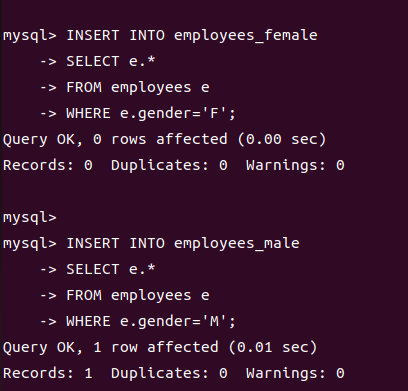 mysql> INSERT INTO employees_female
    -> SELECT e.*
    -> FROM employees e
    -> WHERE e.gender='F';
Query OK, 0 rows affected (0.00 sec)
Records: 0  Duplicates: 0  Warnings: 0

mysql>
mysql> INSERT INTO employees_male
    -> SELECT e.*
    -> FROM employees e
    -> WHERE e.gender='M';
Query OK, 1 row affected (0.01 sec)
Records: 1  Duplicates: 0  Warnings: 0